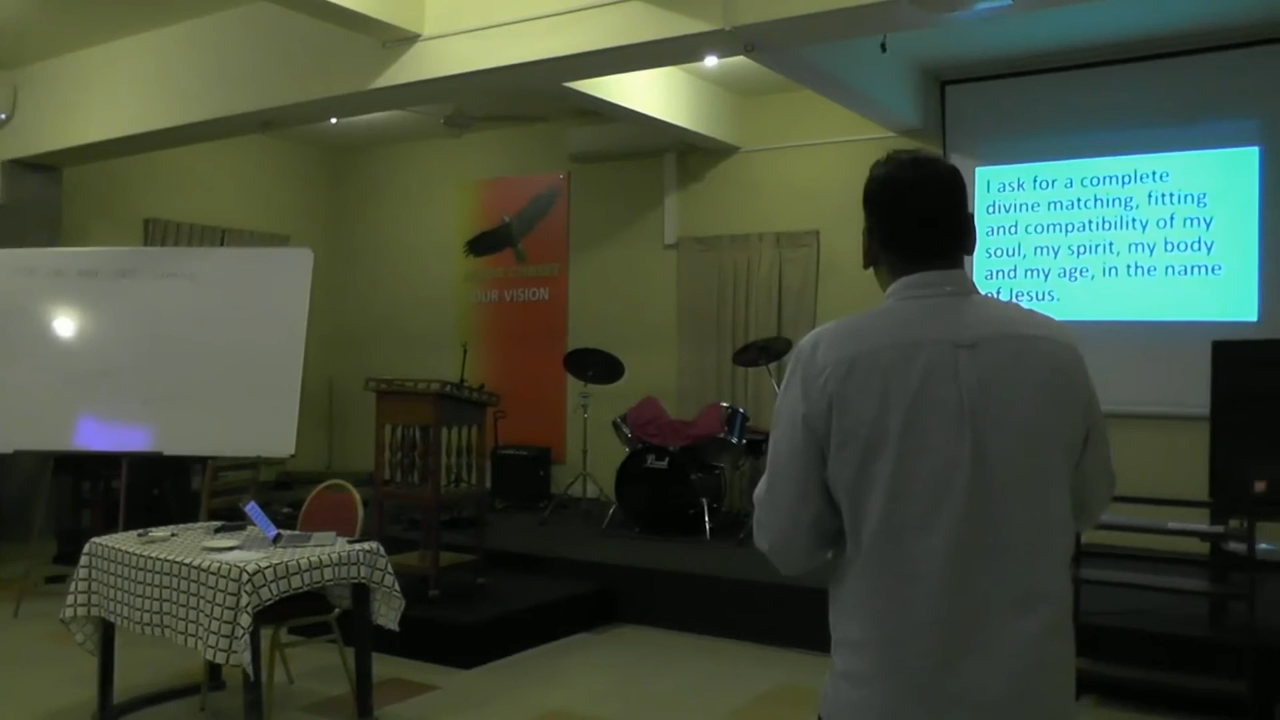 I ask for a complete
divine matching, fitting
and compatibility of my
soul, my spirit, my body
and my age, in the name
of Jesus.
OUR VISION
Pearl